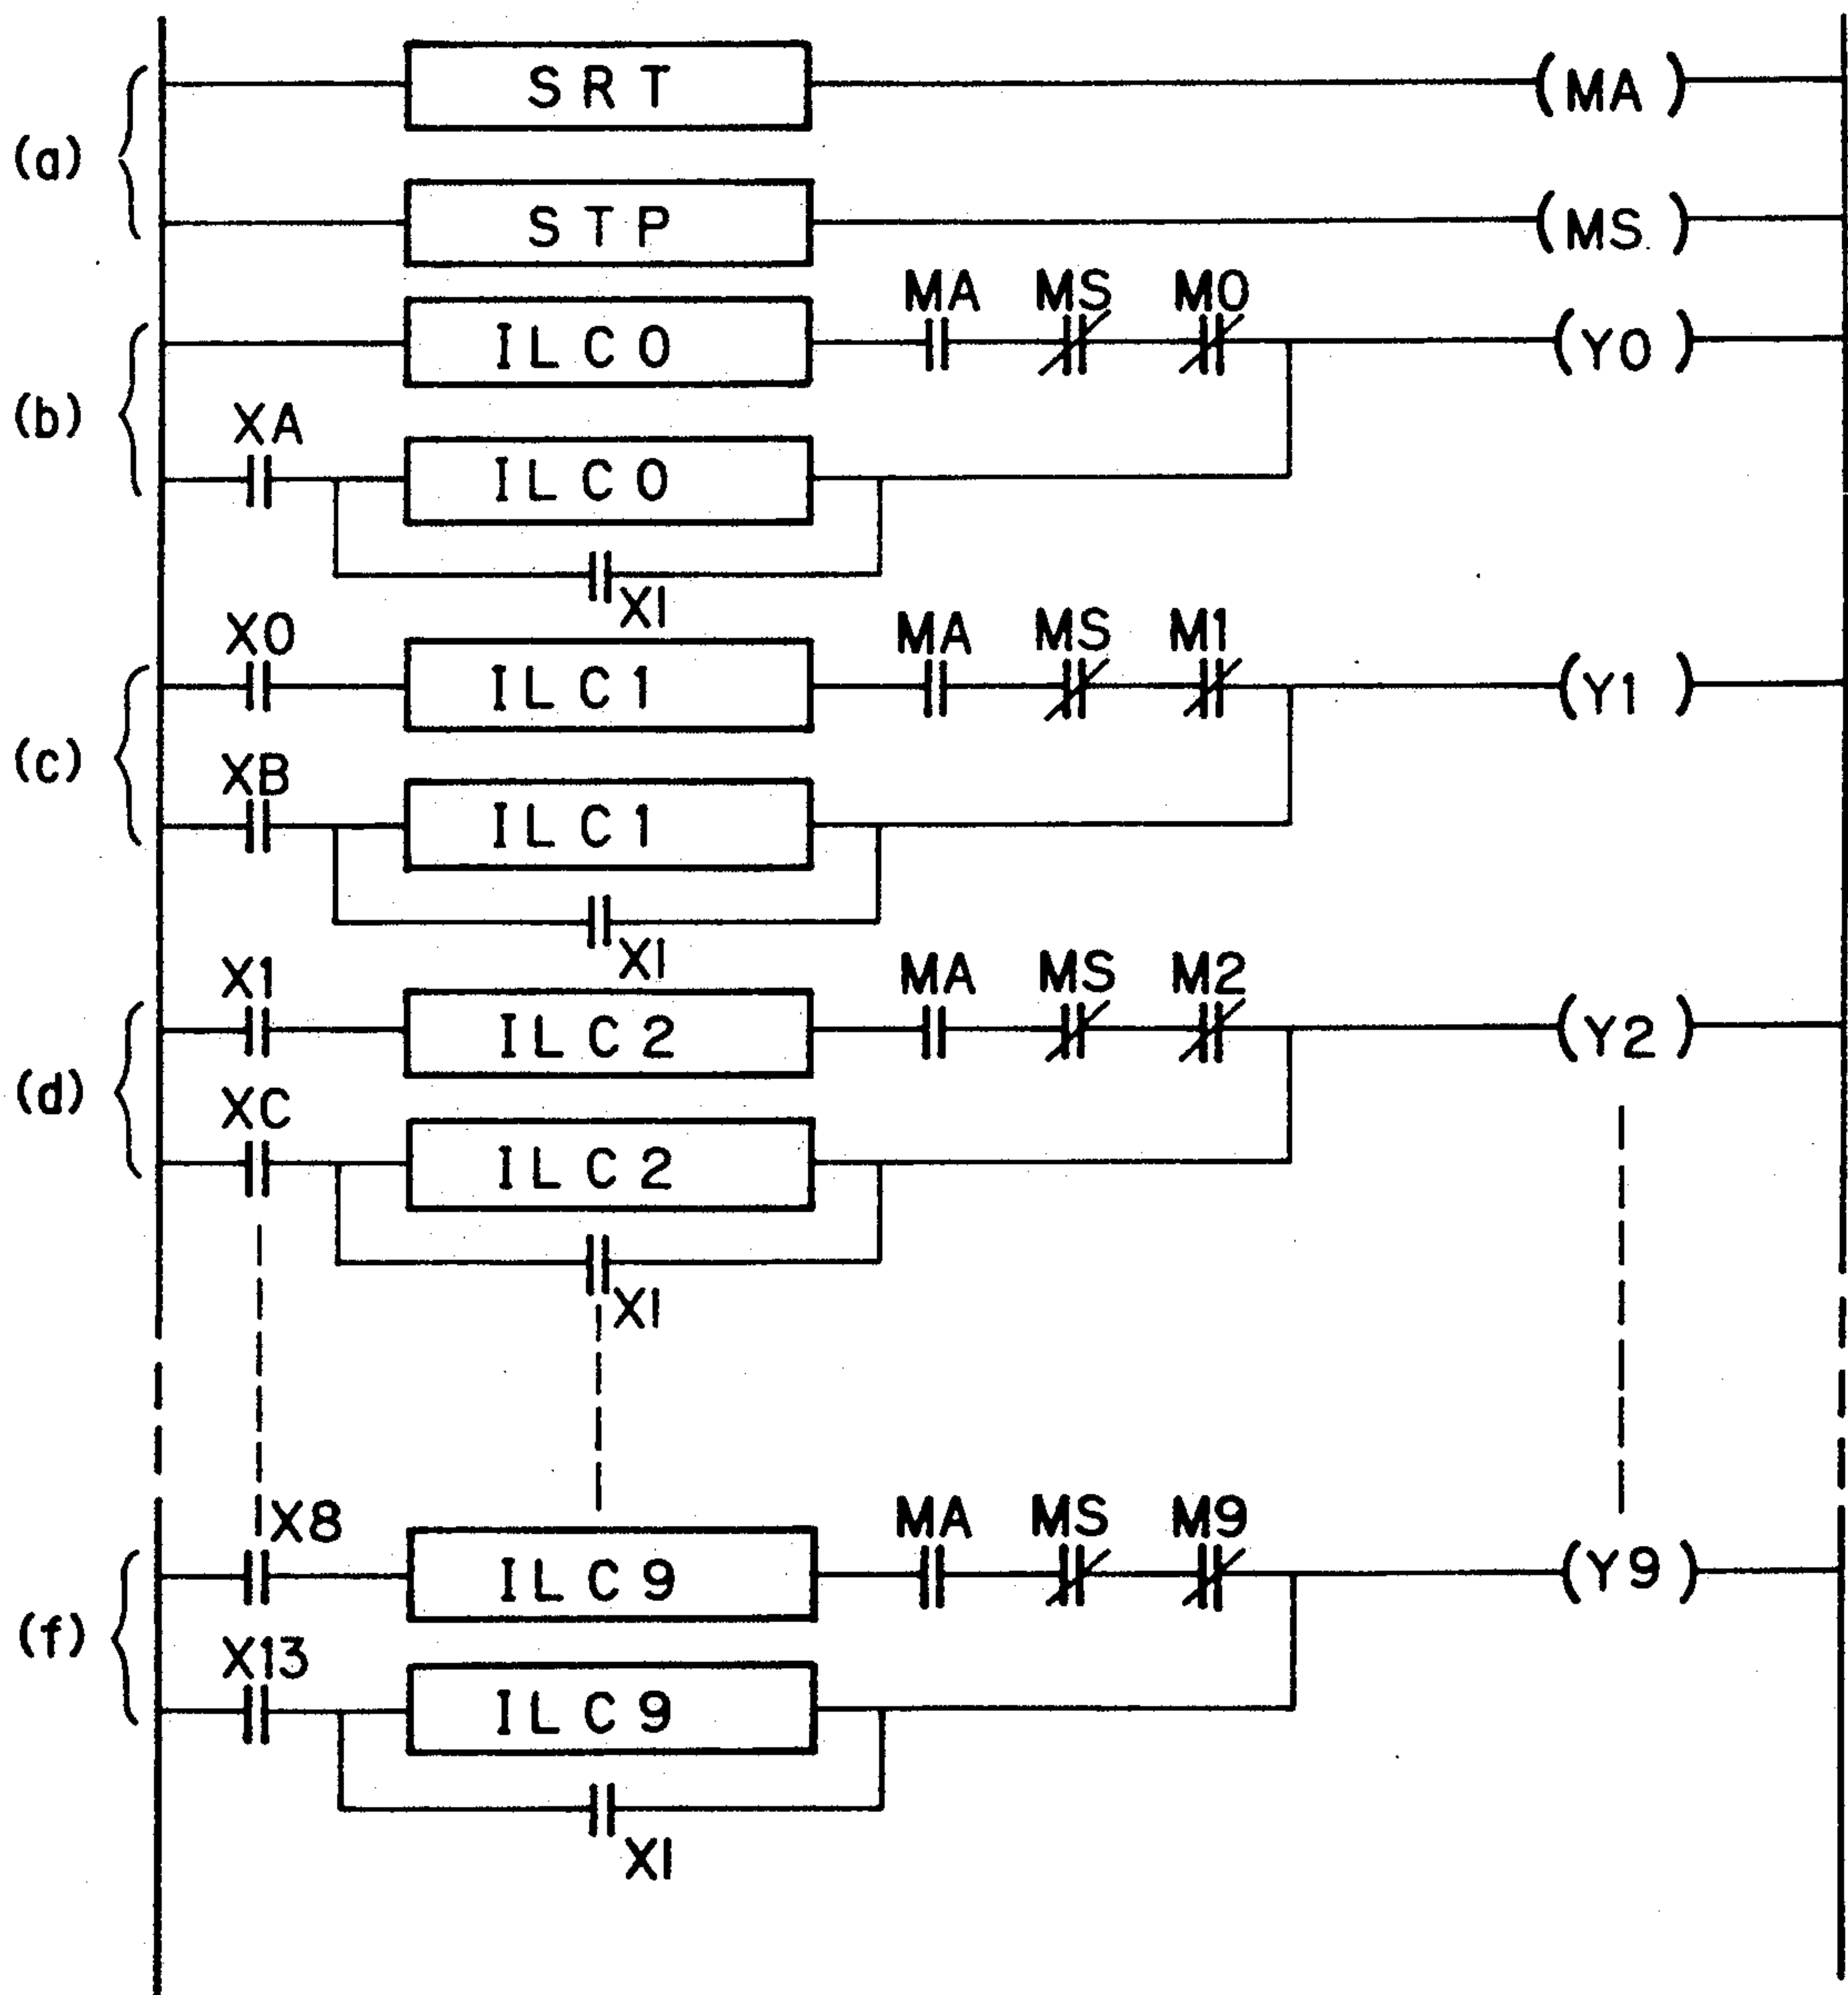 SRT (MA)
(a)
STP (MS)
MA MS M0
ILC0 (Y0)
(b)
XA
ILC0
XI
X0 MA MS M1
ILC1 (Y1)
(c)
XB
ILC1
XI
X1 MA MS M2
ILC2 (Y2)
(d)
XC
ILC2
XI
X8 MA MS M9
ILC9 (Y9)
(f)
X13
ILC9
XI